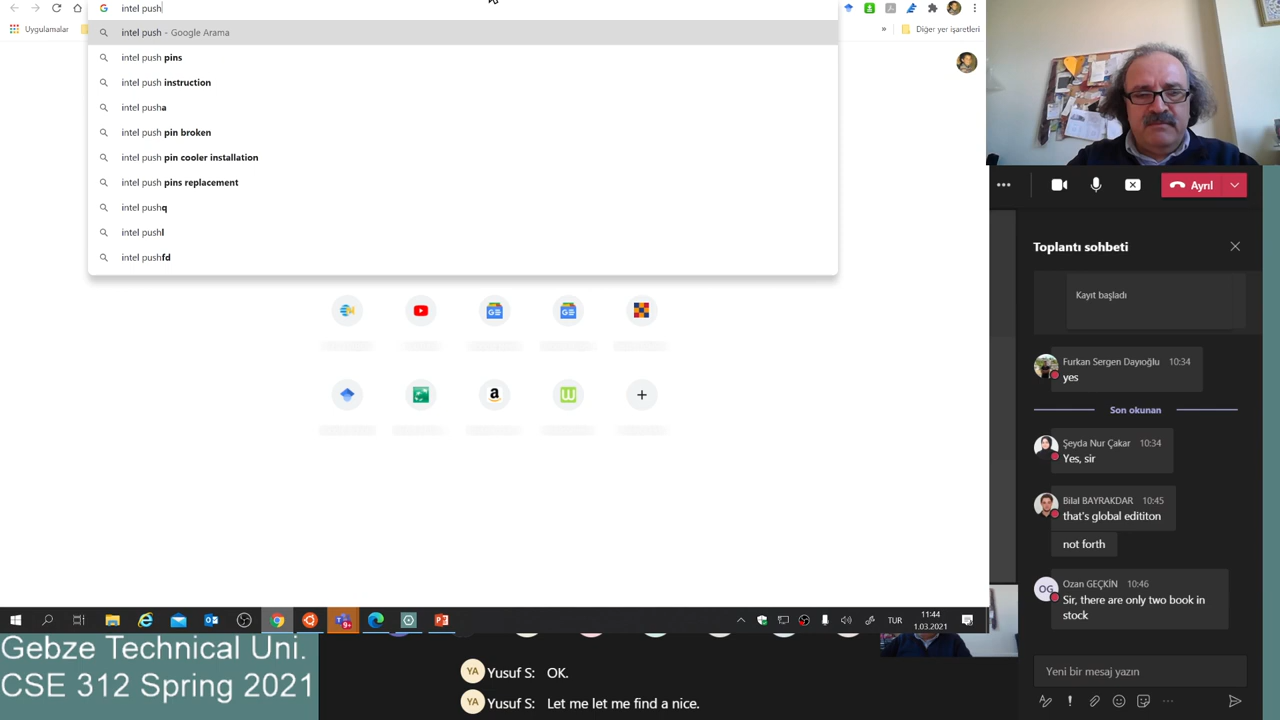 intel push
Uygulamalar
Diğer yer işaretleri
intel push - Google Arama
intel push pins
intel push instruction
intel pusha
intel push pin broken
intel push pin cooler installation
intel push pins replacement
intel pushq
intel pushl
intel pushfd
Ayrıl
Toplantı sohbeti
Kayıt başladı
Furkan Sergen Dayıoğlu 10:34
yes
Son okunan
Şeyda Nur Çakar 10:34
Yes, sir
Bilal BAYRAKDAR 10:45
that's global edititon
not forth
OG
Ozan GEÇKİN 10:46
Sir, there are only two book in
stock
Yeni bir mesaj yazın
9+
TUR
11:44
1.03.2021
Gebze Technical Uni.
CSE 312 Spring 2021
YA Yusuf S: OK.
YA Yusuf S: Let me let me find a nice.